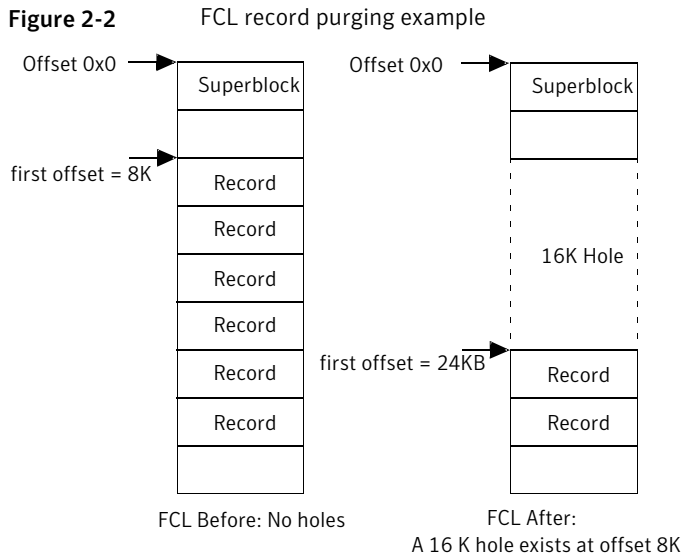 Figure 2-2 FCL record purging example
Offset 0x0
Superblock
first offset = 8K
Record
Record
Record
Record
Record
Record
FCL Before: No holes
Offset 0x0
Superblock
16K Hole
first offset = 24KB
Record
Record
FCL After:
A 16 K hole exists at offset 8K